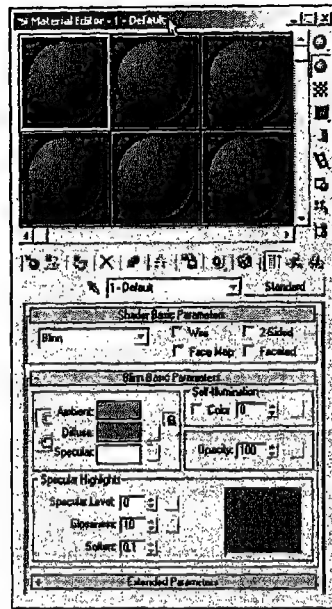 Material Editor - 1 - Default
1 - Default Standard
Shader Basic Parameters
Blinn Wire 2-Sided
Face Map Faceted
Blinn Basic Parameters
Self-Illumination
Ambient: Color 0
Diffuse:
Specular: Opacity: 100
Specular Highlights
Specular Level: 0
Glossiness: 10
Soften: 0.1
Extended Parameters